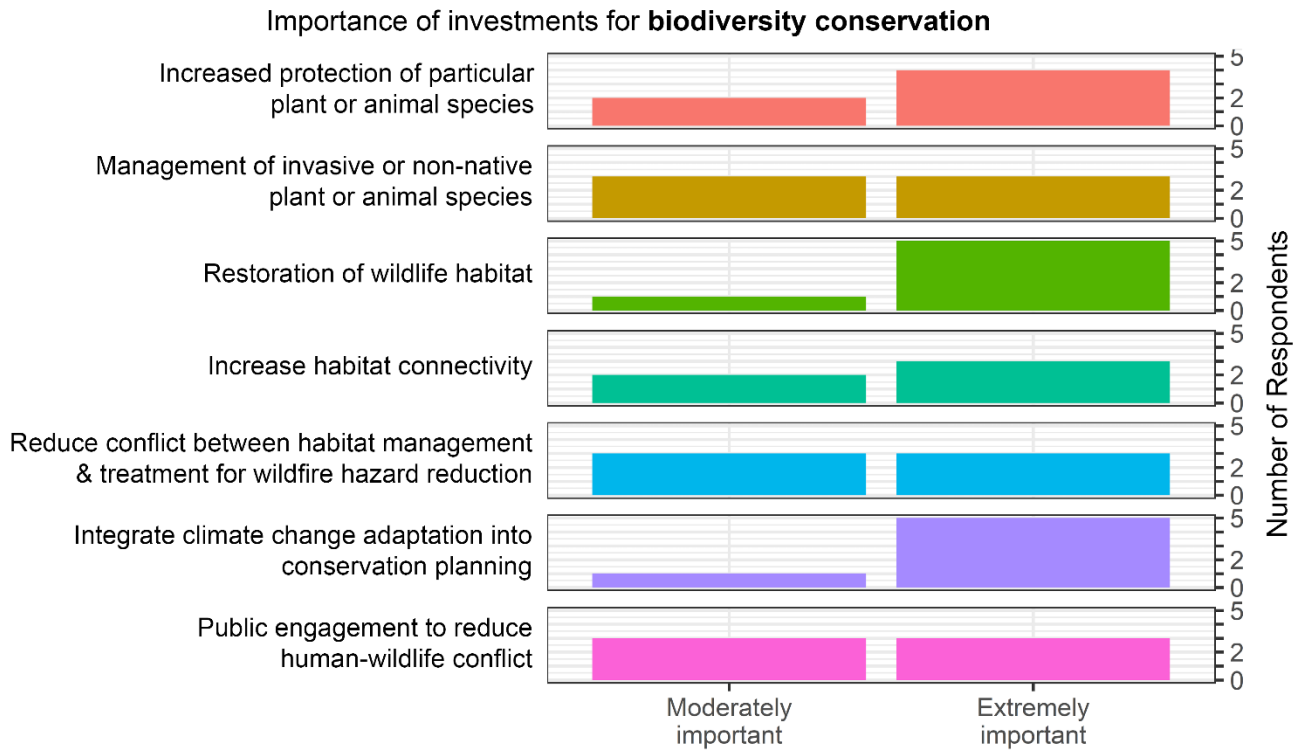 Importance of investments for biodiversity conservation
Increased protection of particular
plant or animal species
5
2
0
Management of invasive or non-native
plant or animal species
5
2
0
Restoration of wildlife habitat
5
2
0
Increase habitat connectivity
5
2
0
Reduce conflict between habitat management
& treatment for wildfire hazard reduction
5
2
0
Integrate climate change adaptation into
conservation planning
5
2
0
Public engagement to reduce
human-wildlife conflict
5
2
0
Number of Respondents
Moderately
important
Extremely
important